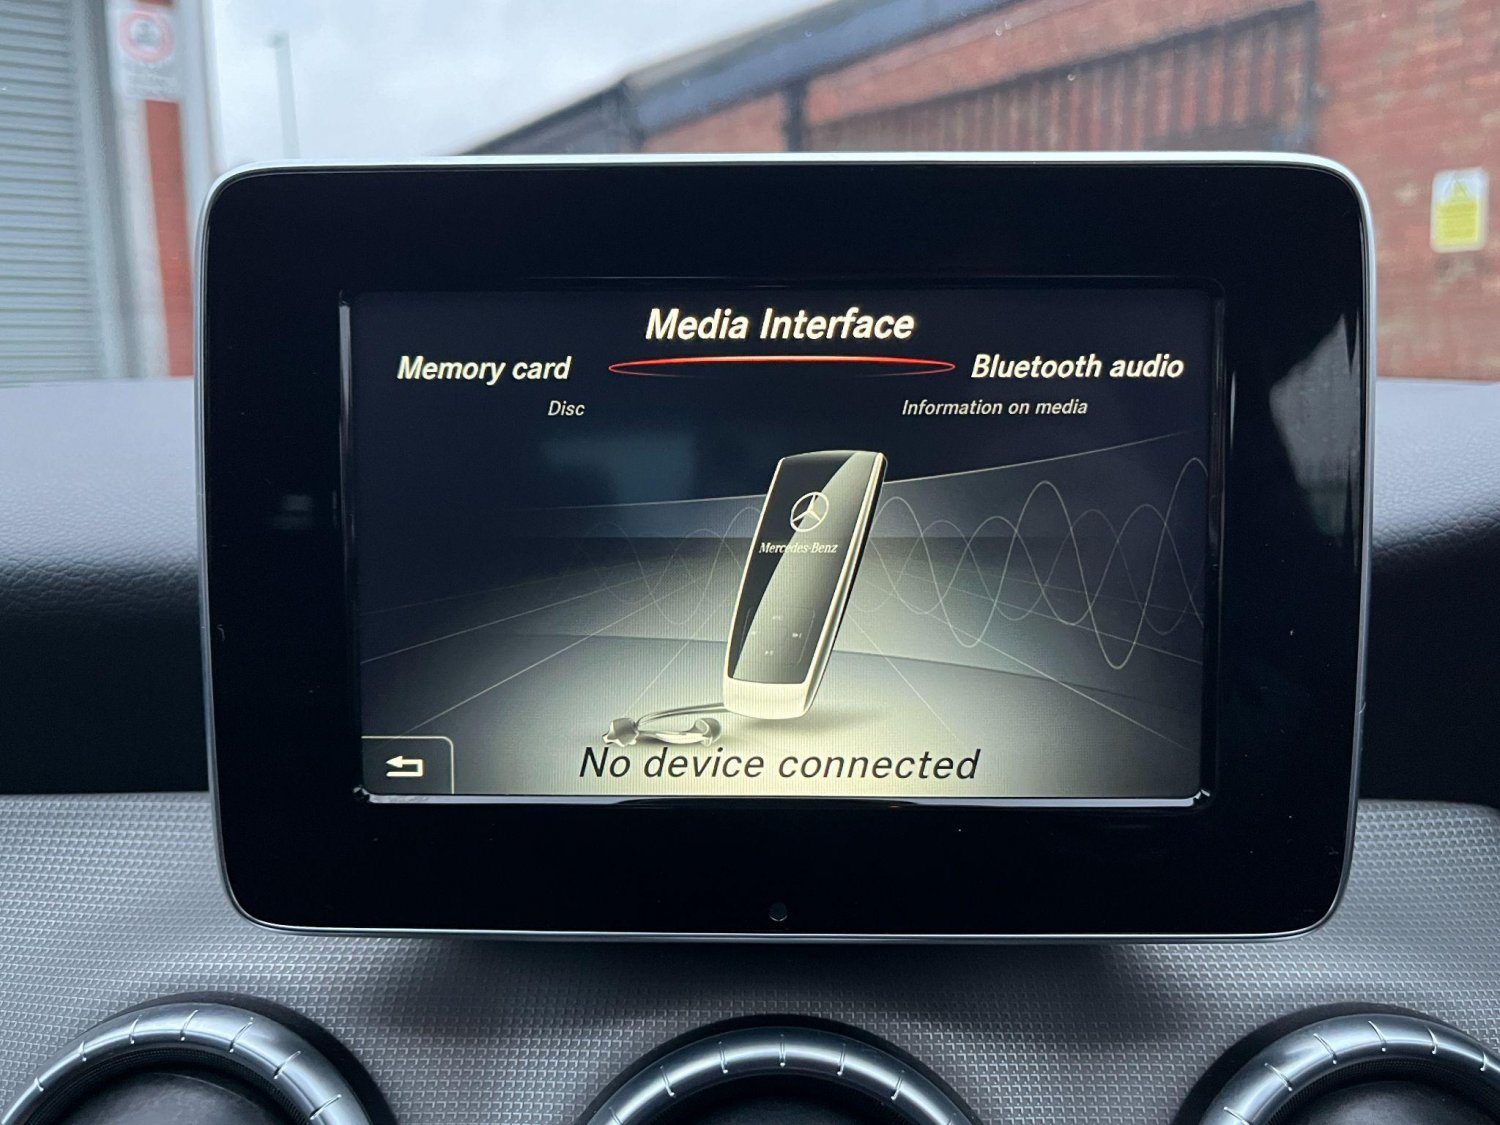 Media Interface
Memory card
Bluetooth audio
Disc
Information on media
Mercedes-Benz
No device connected